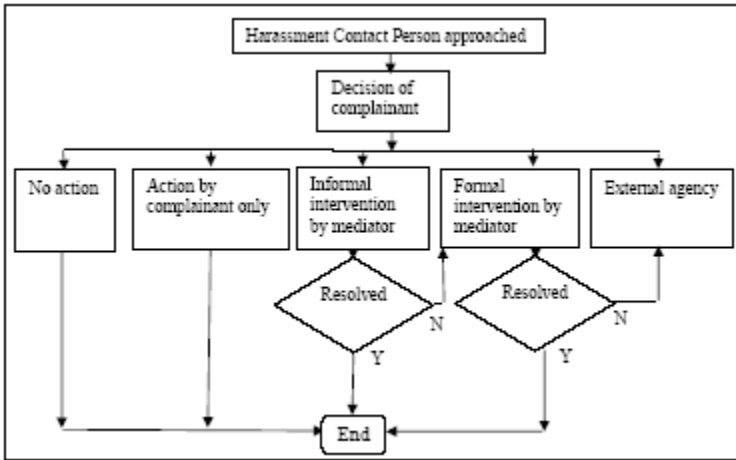 Harassment Contact Person approached
Decision of
complainant
No action
Action by
complainant only
Informal
intervention
by mediator
Formal
intervention by
mediator
External agency
Resolved
N
Y
Resolved
N
Y
End